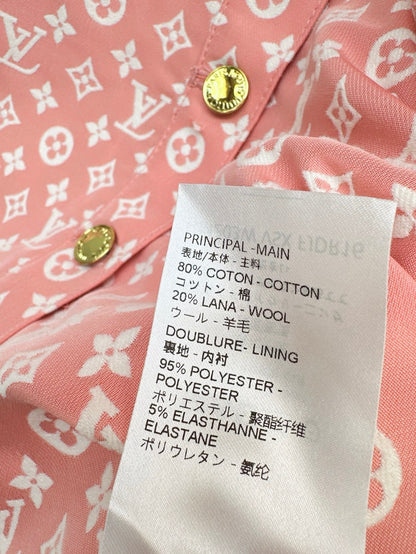 PRINCIPAL -MAIN
表地/本体 - 主料
80% COTON - COTTON
コットン - 棉
20% LANA - WOOL
ウール - 羊毛
DOUBLURE- LINING
裏地 - 内衬
95% POLYESTER -
POLYESTER
ポリエステル - 聚酯纤维
5% ELASTHANNE -
ELASTANE
ポリウレタン - 氨纶